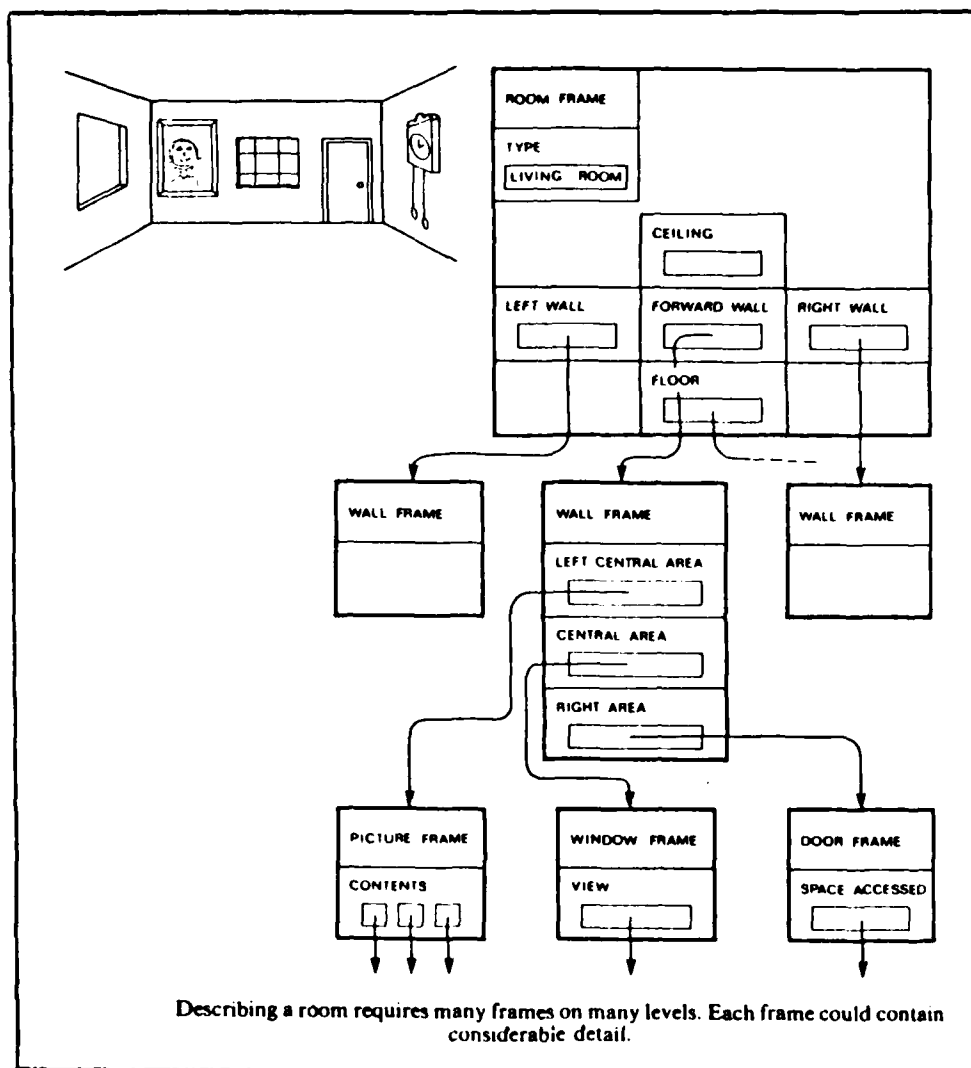 ROOM FRAME
TYPE
LIVING ROOM
CEILING
LEFT WALL
FORWARD WALL
RIGHT WALL
FLOOR
WALL FRAME
WALL FRAME
WALL FRAME
LEFT CENTRAL AREA
CENTRAL AREA
RIGHT AREA
PICTURE FRAME
WINDOW FRAME
DOOR FRAME
CONTENTS
VIEW
SPACE ACCESSED
Describing a room requires many frames on many levels. Each frame could contain
considerable detail.